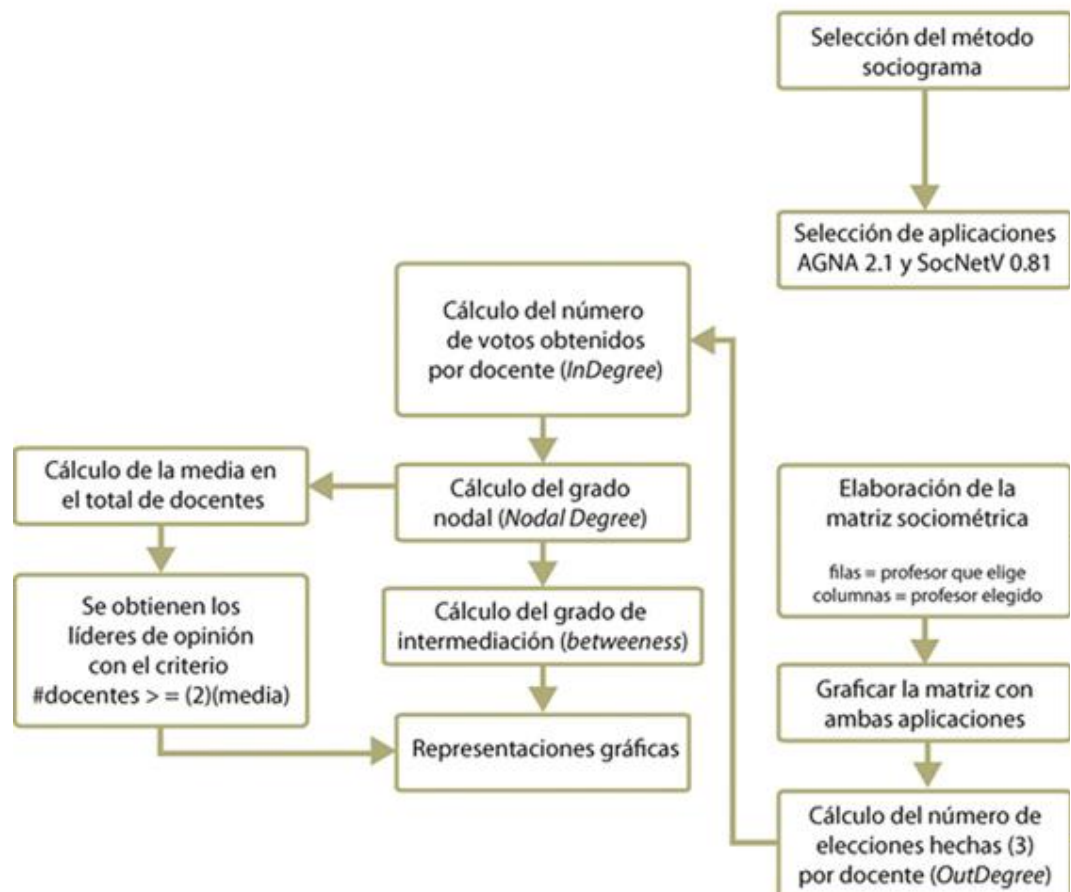 Selección del método
sociograma
Selección de aplicaciones
AGNA 2.1 y SocNetV 0.81
Elaboración de la
matriz sociométrica
filas = profesor que elige
columnas = profesor elegido
Graficar la matriz con
ambas aplicaciones
Cálculo del número de
elecciones hechas (3)
por docente (OutDegree)
Cálculo del número
de votos obtenidos
por docente (InDegree)
Cálculo del grado
nodal (Nodal Degree)
Cálculo de la media en
el total de docentes
Se obtienen los
líderes de opinión
con el criterio
#docentes > = (2)(media)
Cálculo del grado de
intermediación (betweeness)
Representaciones gráficas